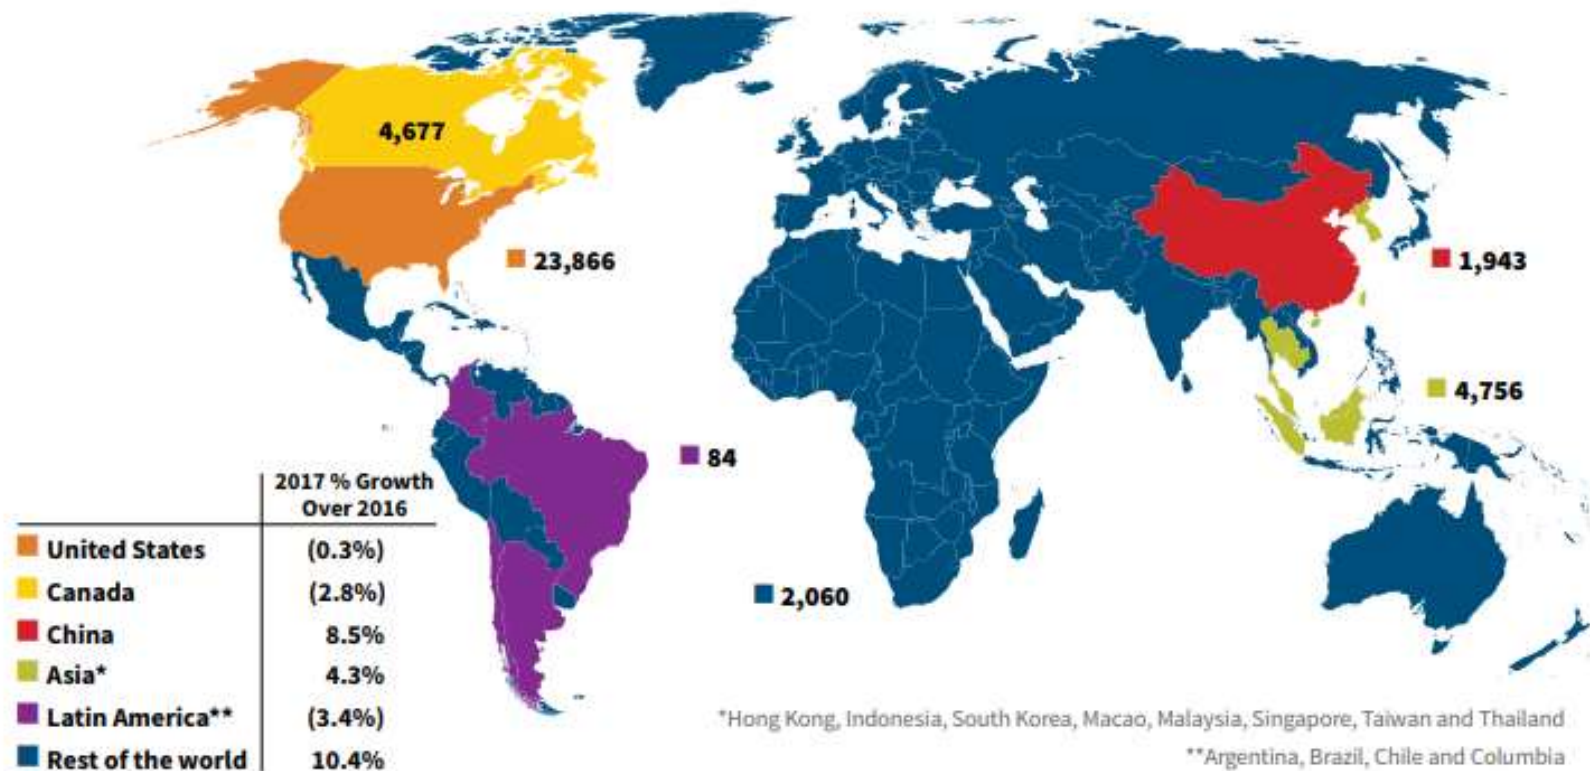 4,677
23,866
1,943
4,756
84
2,060
2017 % Growth
Over 2016
United States (0.3%)
Canada (2.8%)
China 8.5%
Asia* 4.3%
Latin America** (3.4%)
Rest of the world 10.4%
*Hong Kong, Indonesia, South Korea, Macao, Malaysia, Singapore, Taiwan and Thailand
**Argentina, Brazil, Chile and Columbia